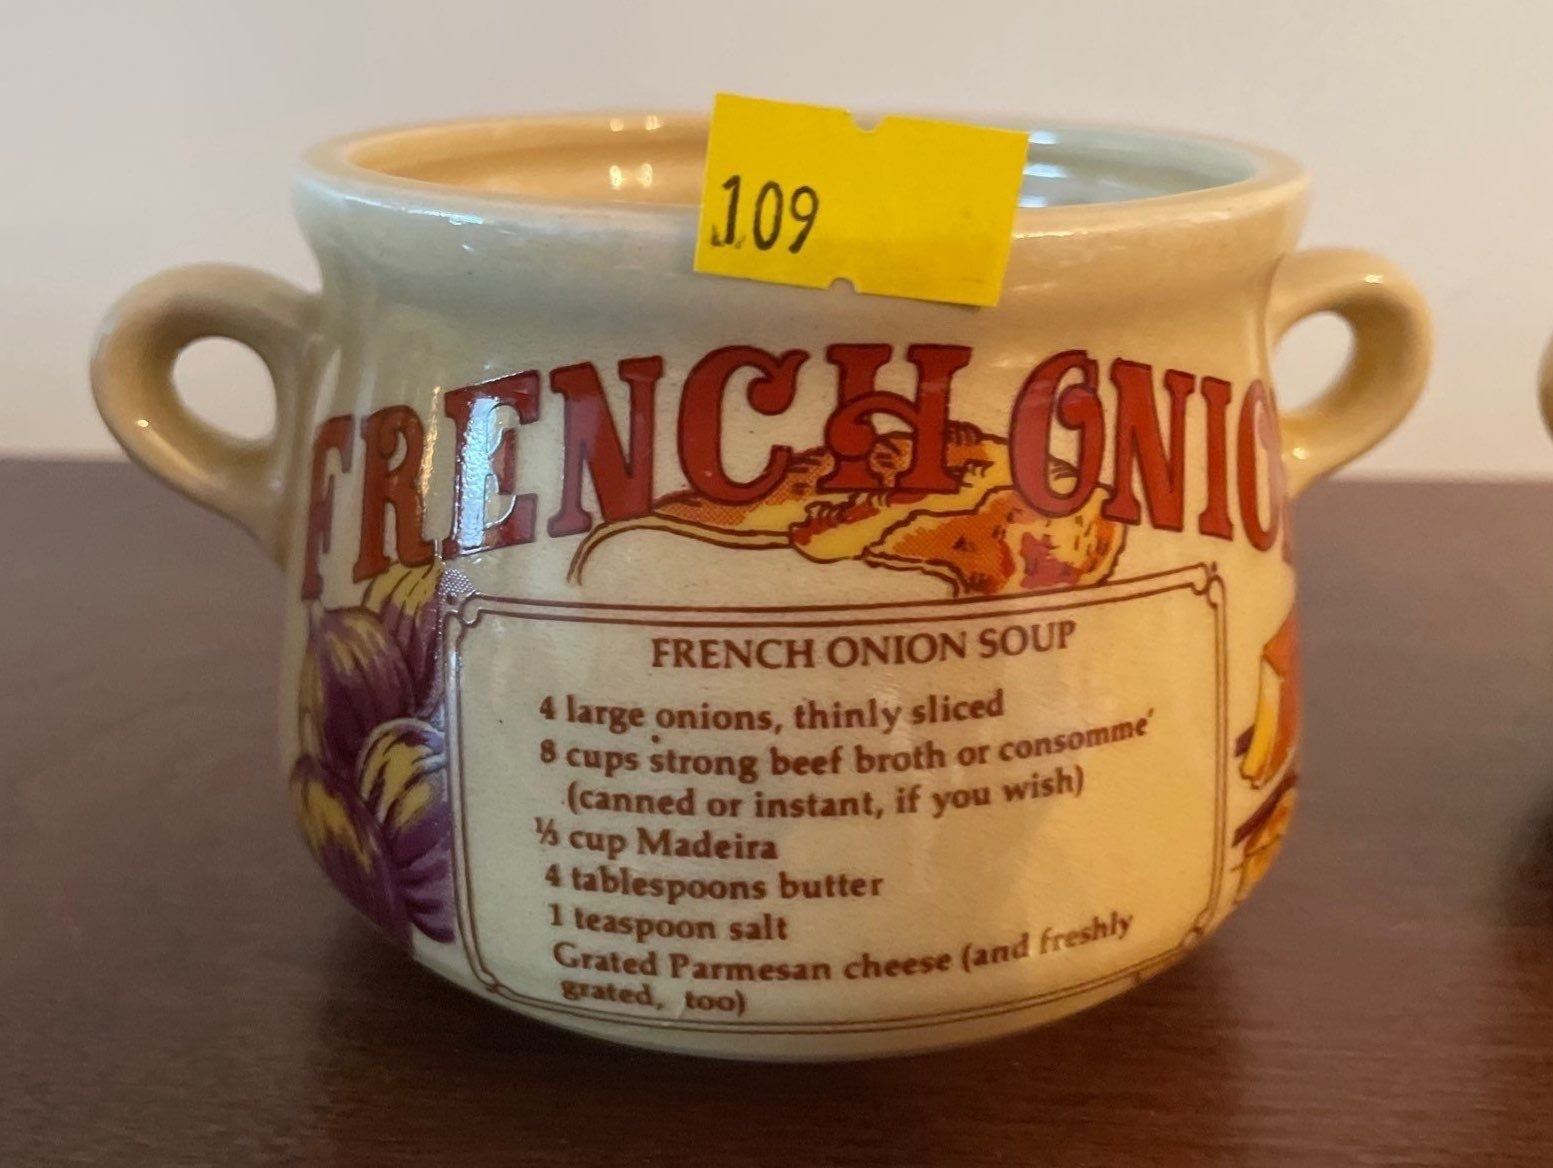 109
FRENCH ONIO
FRENCH ONION SOUP
4 large onions, thinly sliced
8 cups strong beef broth or consomme'
(canned or instant, if you wish)
⅓ cup Madeira
4 tablespoons butter
1 teaspoon salt
Grated Parmesan cheese (and freshly
grated, too)